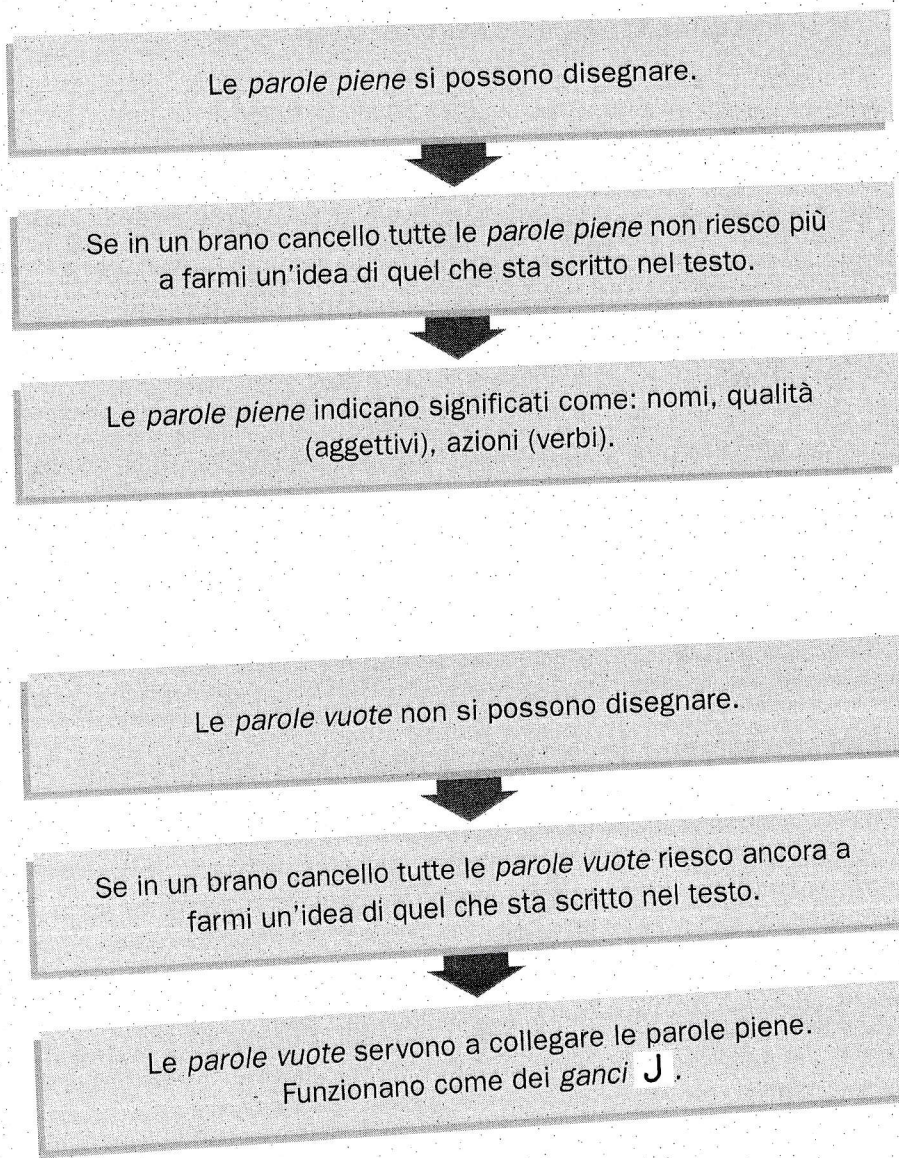 Le parole piene si possono disegnare.
Se in un brano cancello tutte le parole piene non riesco più
a farmi un'idea di quel che sta scritto nel testo.
Le parole piene indicano significati come: nomi, qualità
(aggettivi), azioni (verbi).
Le parole vuote non si possono disegnare.
Se in un brano cancello tutte le parole vuote riesco ancora a
farmi un'idea di quel che sta scritto nel testo.
Le parole vuote servono a collegare le parole piene.
Funzionano come dei ganci J.